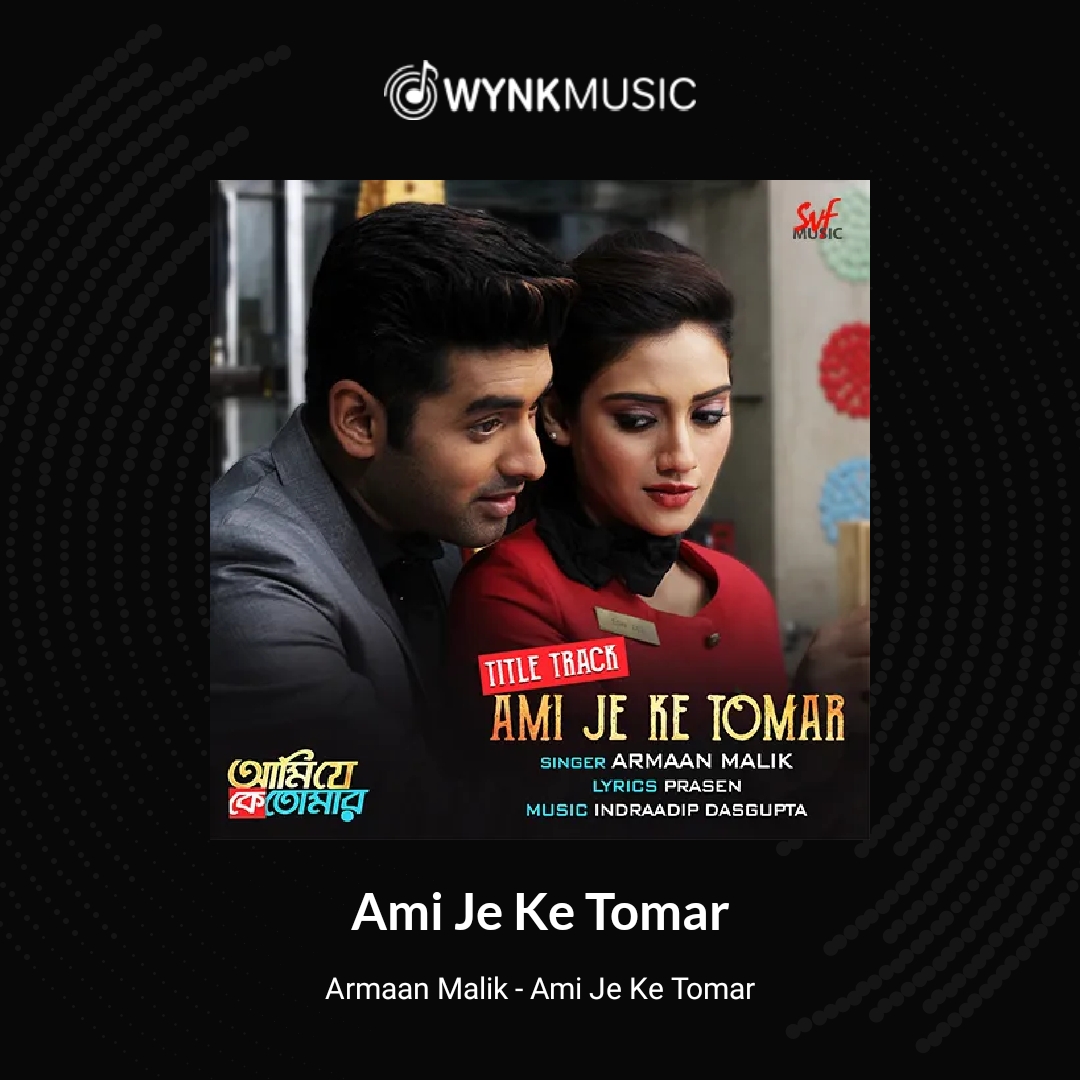 WYNKMUSIC
SVF
MUSIC
TITLE TRACK
AMI JE KE TOMAR
SINGER ARMAAN MALIK
LYRICS PRASEN
MUSIC INDRAADIP DASGUPTA
আমি যে
কে তোমার
Ami Je Ke Tomar
Armaan Malik - Ami Je Ke Tomar